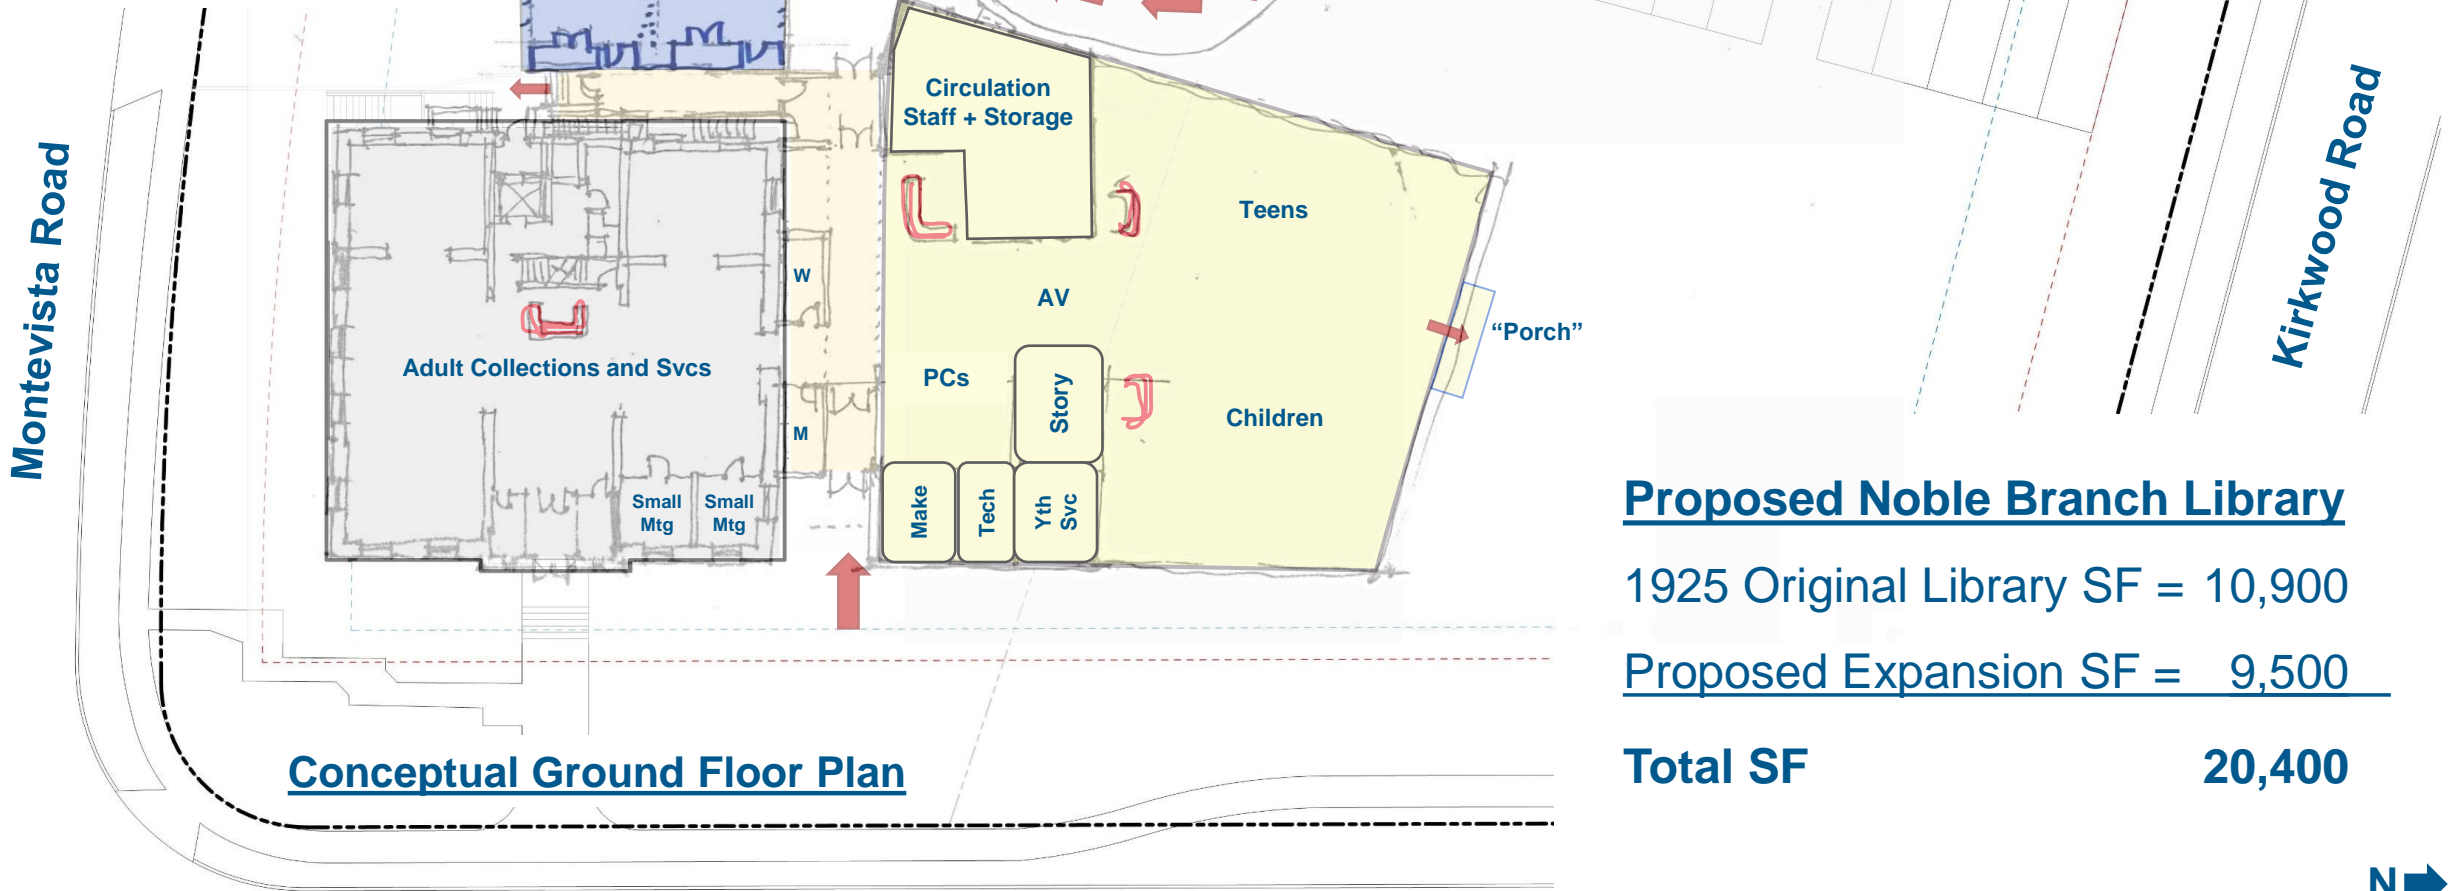 Montevista Road
Circulation
Staff + Storage
Teens
Kirkwood Road
W
AV
"Porch"
Adult Collections and Svcs
PCs
Story
Children
M
Small
Mtg
Small
Mtg
Make
Tech
Yth
Svc
Proposed Noble Branch Library
1925 Original Library SF = 10,900
Proposed Expansion SF = 9,500
Total SF 20,400
Conceptual Ground Floor Plan
N